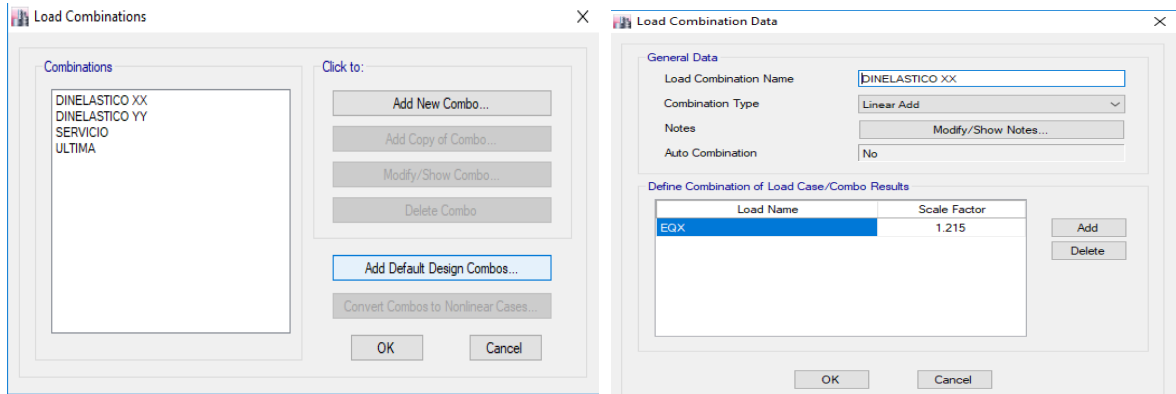 Load Combinations
Combinations
DINELASTICO XX
DINELASTICO YY
SERVICIO
ULTIMA
Click to:
Add New Combo...
Add Copy of Combo...
Modify/Show Combo...
Delete Combo
Add Default Design Combos...
Convert Combos to Nonlinear Cases...
OK Cancel
Load Combination Data
General Data
Load Combination Name DINELASTICO XX
Combination Type Linear Add
Notes Modify/Show Notes...
Auto Combination No
Define Combination of Load Case/Combo Results
Load Name Scale Factor
EQX 1.215
Add
Delete
OK Cancel